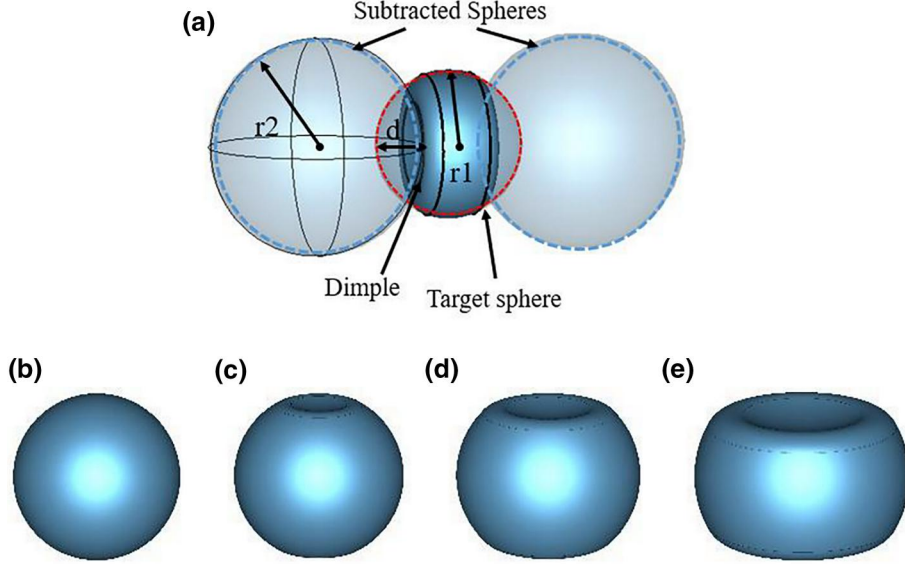 (a)
Subtracted Spheres
r2
d
r1
Dimple
Target sphere
(b)
(c)
(d)
(e)